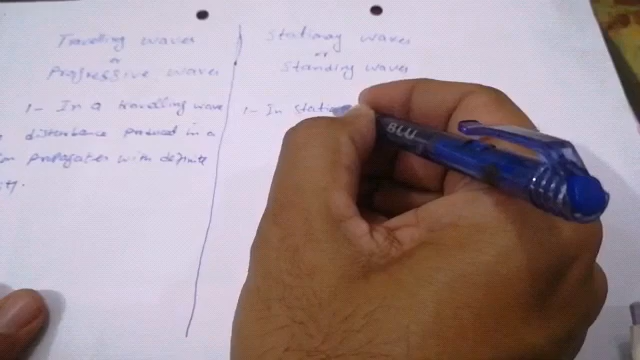 Travelling waves
or
Progressive waves
1- In a travelling wave
disturbance produced in a
propagates with definite
Stationary waves
or
Standing waves
1- In statio
BLU